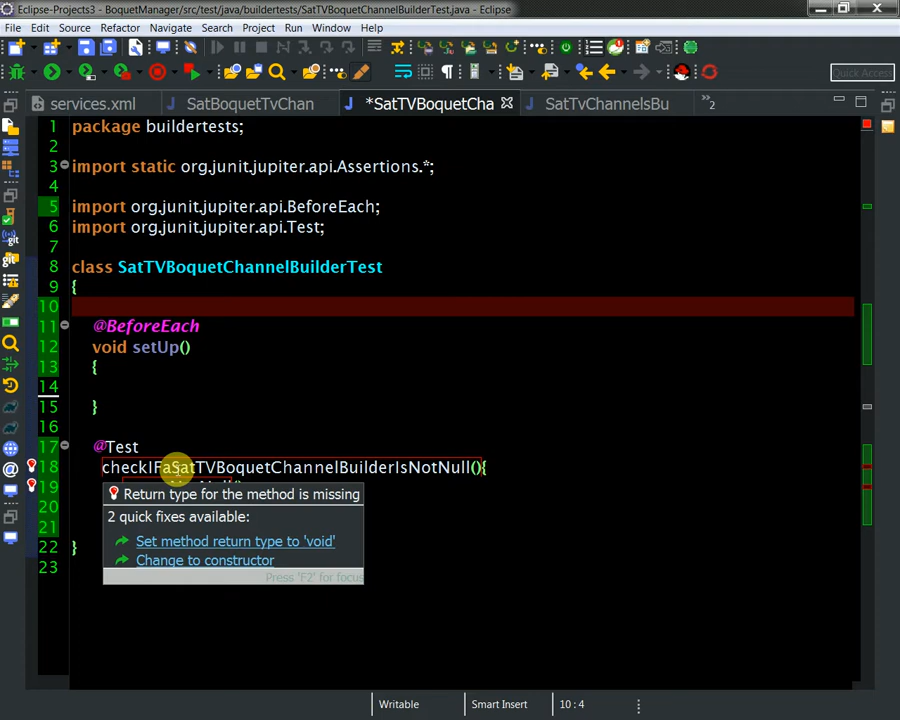 Eclipse-Projects3 - BoquetManager/src/test/java/buildertests/SatTVBoquetChannelBuilderTest.java - Eclipse
File Edit Source Refactor Navigate Search Project Run Window Help
Quick Access
services.xml SatBoquetTvChan *SatTVBoquetCha SatTvChannelsBu »2
1 package buildertests;
2
3 import static org.junit.jupiter.api.Assertions.*;
4
5 import org.junit.jupiter.api.BeforeEach;
6 import org.junit.jupiter.api.Test;
7
8 class SatTVBoquetChannelBuilderTest
9 {
10
11 @BeforeEach
12 void setUp()
13 {
14
15 }
16
17 @Test
18 checkIFaSatTVBoquetChannelBuilderIsNotNull(){
19
Return type for the method is missing
20
2 quick fixes available:
21
Set method return type to 'void'
22 }
Change to constructor
23
Press 'F2' for focus
Writable Smart Insert 10 : 4